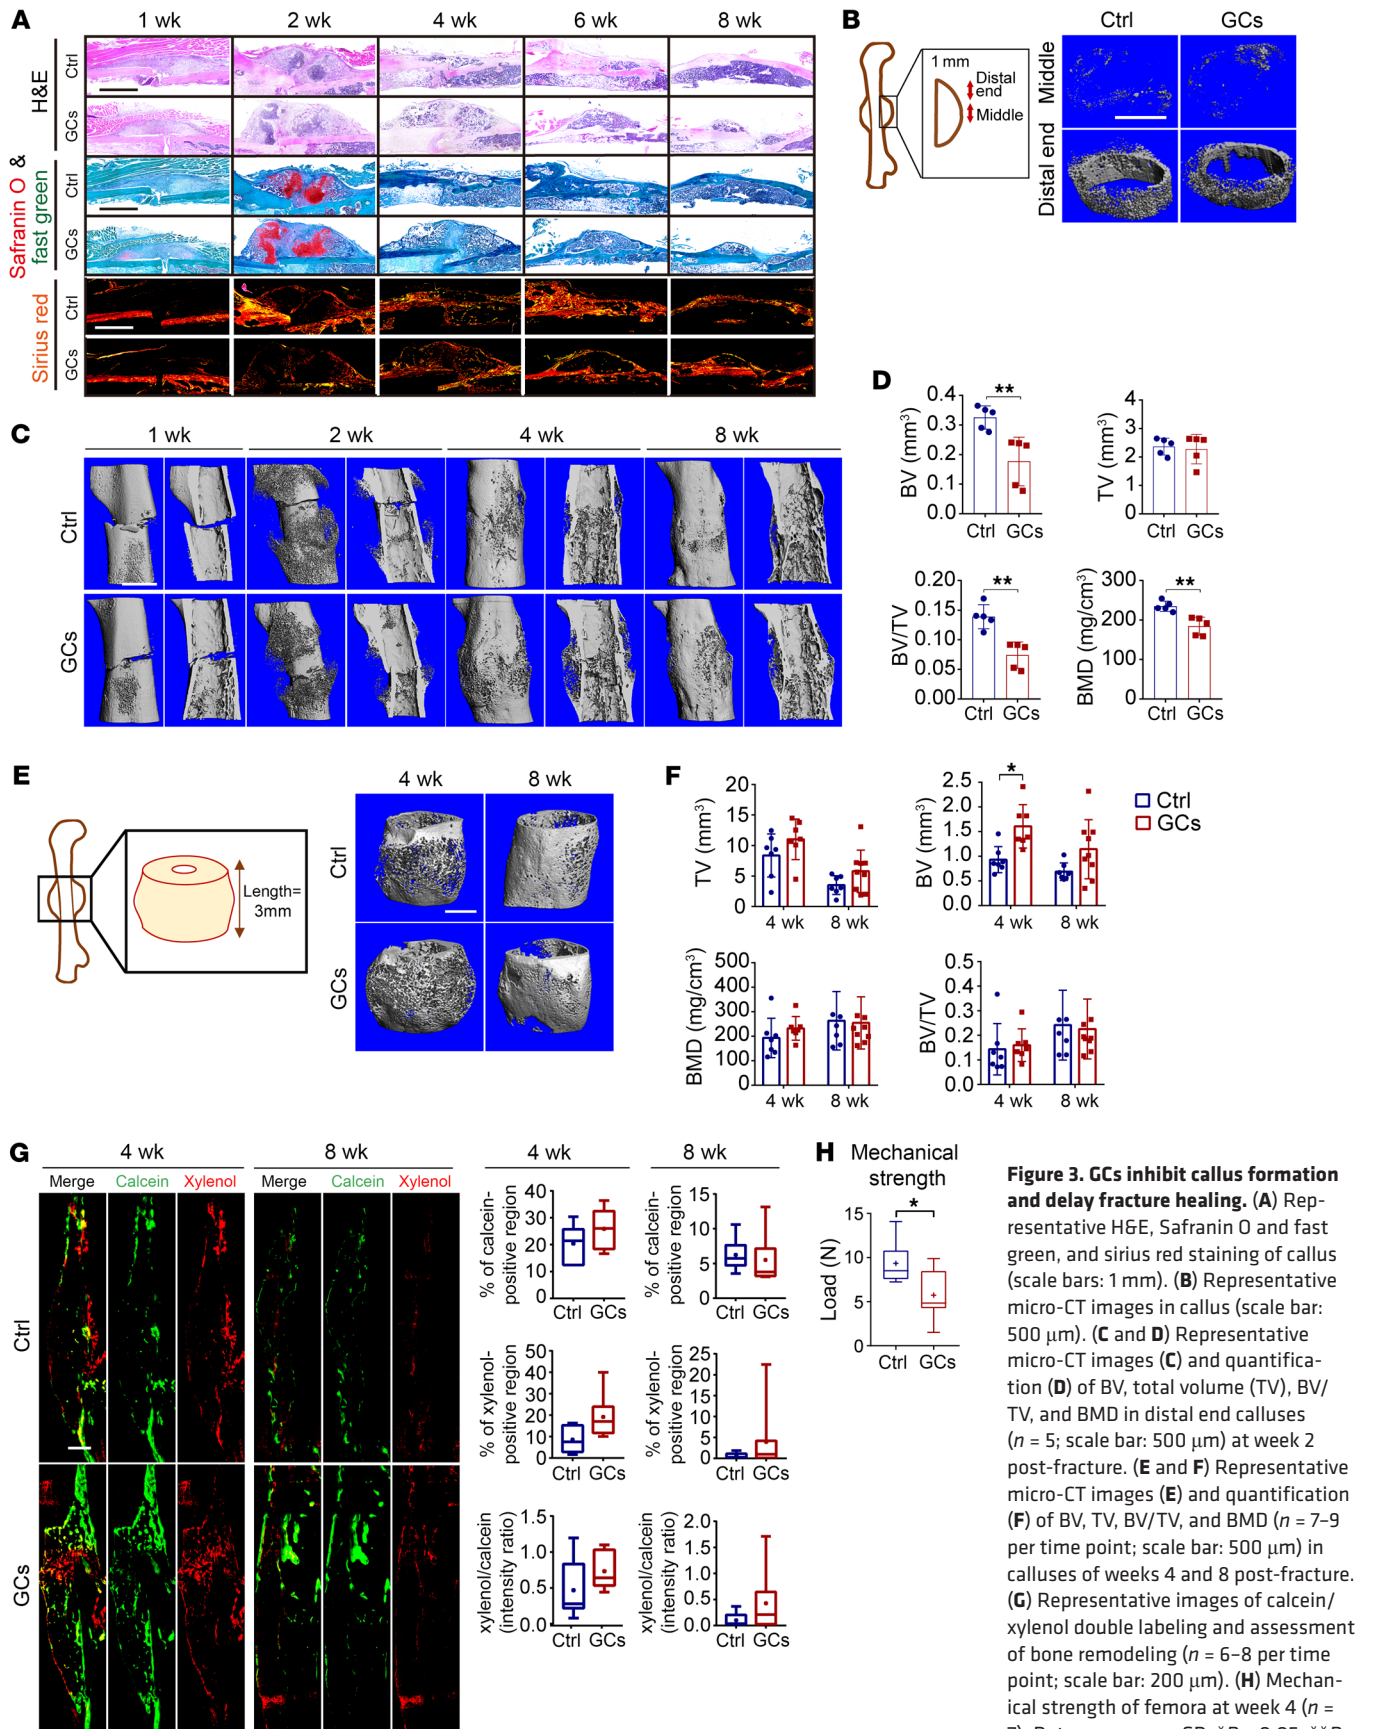 A
1 wk 2 wk 4 wk 6 wk 8 wk
H&E
Ctrl
GCs
Safranin O &
fast green
Ctrl
GCs
Sirius red
Ctrl
GCs
B
Ctrl GCs
1 mm
Distal
end
Middle
Middle
Distal end
C
1 wk 2 wk 4 wk 8 wk
Ctrl
GCs
D
BV (mm³)
0.4
0.3
0.2
0.1
0.0
**
Ctrl GCs
TV (mm³)
4
3
2
1
0
Ctrl GCs
BV/TV
0.20
0.15
0.10
0.05
0.00
**
Ctrl GCs
BMD (mg/cm³)
300
200
100
0
**
Ctrl GCs
E
Length=
3mm
4 wk 8 wk
Ctrl
GCs
F
TV (mm³)
20
15
10
5
0
4 wk 8 wk
BV (mm³)
2.5
2.0
1.5
1.0
0.5
0.0
*
4 wk 8 wk
Ctrl
GCs
BMD (mg/cm³)
500
400
300
200
100
0
4 wk 8 wk
BV/TV
0.5
0.4
0.3
0.2
0.1
0.0
4 wk 8 wk
G
4 wk 8 wk
Merge Calcein Xylenol Merge Calcein Xylenol
Ctrl
GCs
4 wk 8 wk
% of calcein-
positive region
40
30
20
10
0
Ctrl GCs
% of calcein-
positive region
15
10
5
0
Ctrl GCs
% of xylenol-
positive region
50
40
30
20
10
0
Ctrl GCs
% of xylenol-
positive region
25
20
15
10
5
0
Ctrl GCs
xylenol/calcein
(intensity ratio)
1.5
1.0
0.5
0.0
Ctrl GCs
xylenol/calcein
(intensity ratio)
2.0
1.5
1.0
0.5
0.0
Ctrl GCs
H
Mechanical
strength
Load (N)
15
10
5
0
*
Ctrl GCs
Figure 3. GCs inhibit callus formation
and delay fracture healing. (A) Rep-
resentative H&E, Safranin O and fast
green, and sirius red staining of callus
(scale bars: 1 mm). (B) Representative
micro-CT images in callus (scale bar:
500 μm). (C and D) Representative
micro-CT images (C) and quantifica-
tion (D) of BV, total volume (TV), BV/
TV, and BMD in distal end calluses
(n = 5; scale bar: 500 μm) at week 2
post-fracture. (E and F) Representative
micro-CT images (E) and quantification
(F) of BV, TV, BV/TV, and BMD (n = 7–9
per time point; scale bar: 500 μm) in
calluses of weeks 4 and 8 post-fracture.
(G) Representative images of calcein/
xylenol double labeling and assessment
of bone remodeling (n = 6–8 per time
point; scale bar: 200 μm). (H) Mechan-
ical strength of femora at week 4 (n =